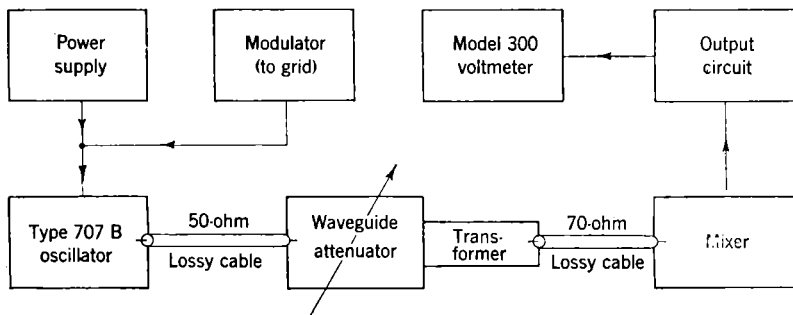 Power
supply
Modulator
(to grid)
Model 300
voltmeter
Output
circuit
Type 707 B
oscillator
50-ohm
Lossy cable
Waveguide
attenuator
Trans-
former
70-ohm
Lossy cable
Mixer